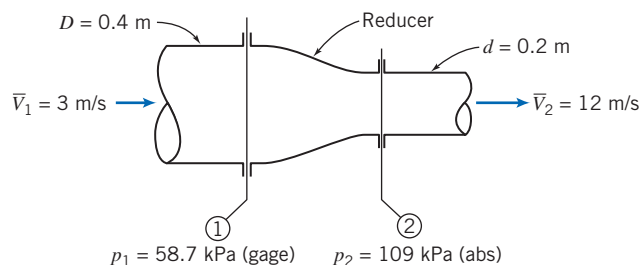 D = 0.4 m
Reducer
d = 0.2 m
V̅₁ = 3 m/s
V̅₂ = 12 m/s
①
②
p₁ = 58.7 kPa (gage)
p₂ = 109 kPa (abs)